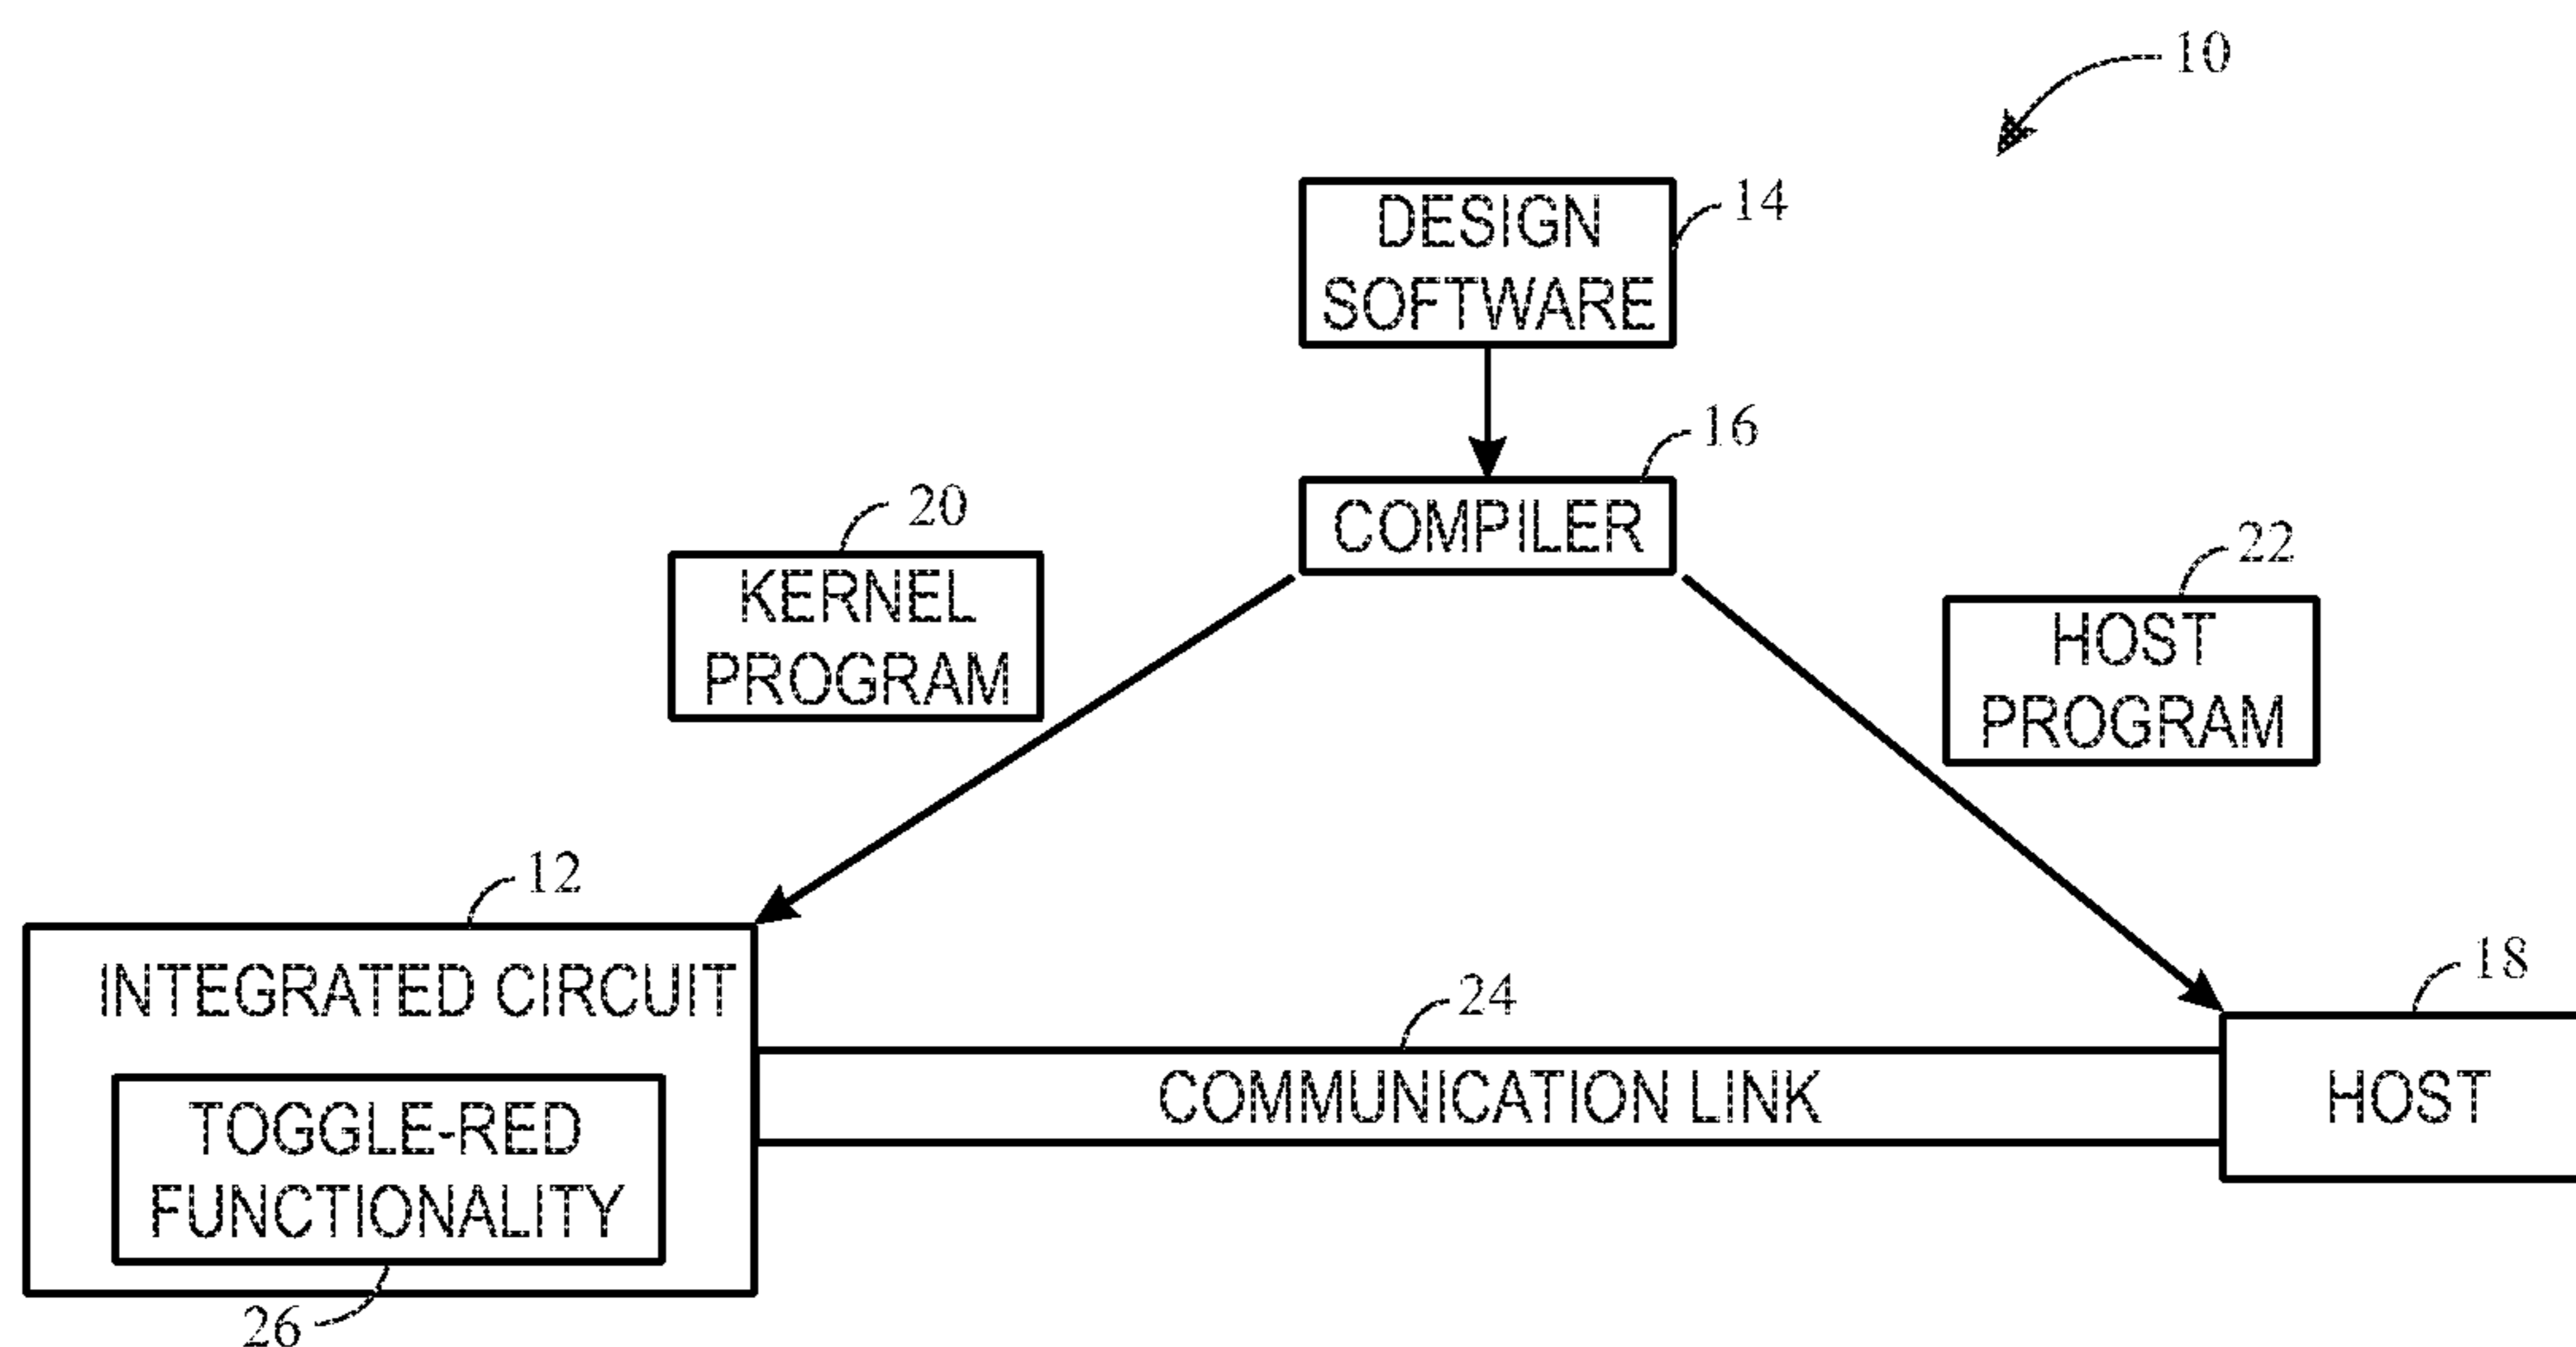 10
DESIGN
SOFTWARE
14
16
COMPILER
20
KERNEL
PROGRAM
22
HOST
PROGRAM
12
INTEGRATED CIRCUIT
TOGGLE-RED
FUNCTIONALITY
26
24
COMMUNICATION LINK
18
HOST